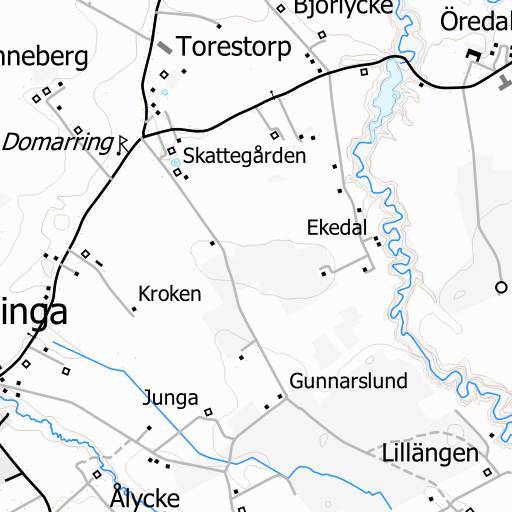 Björlycke
Öredal
Torestorp
nneberg
Domarring
Skattegården
Ekedal
Kroken
inga
Gunnarslund
Junga
Lillängen
Ålycke